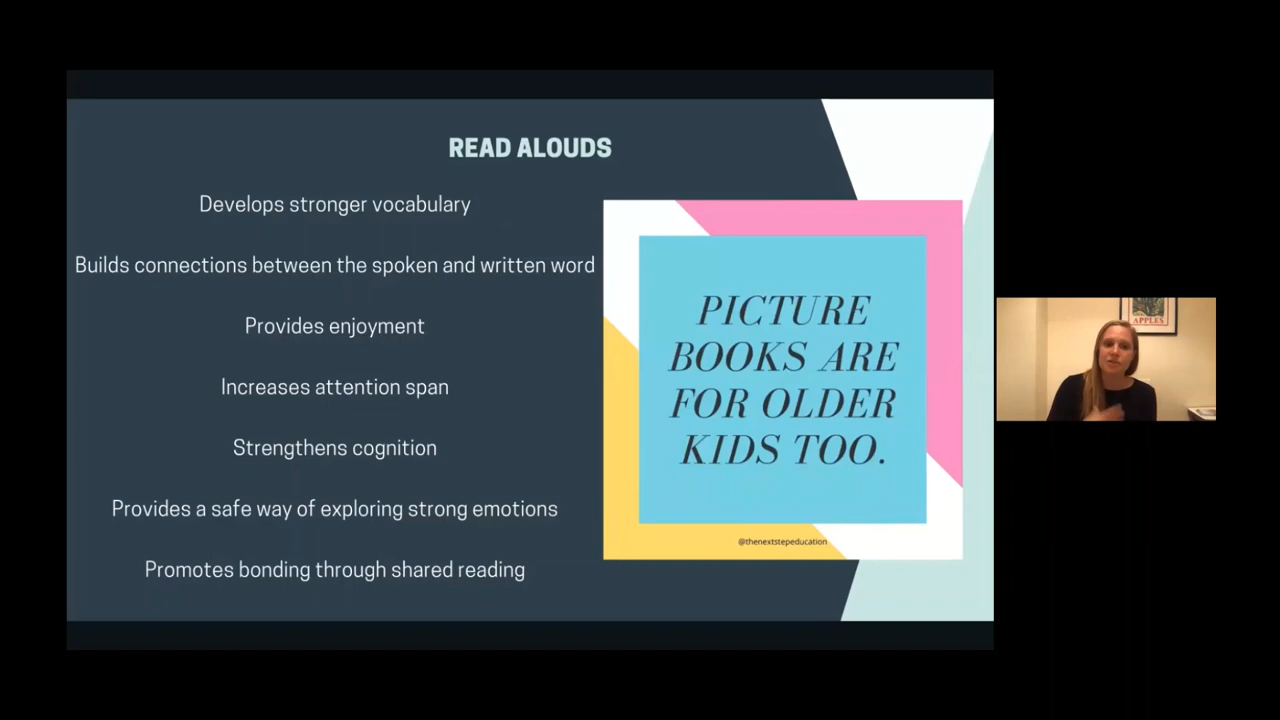 READ ALOUDS
Develops stronger vocabulary
Builds connections between the spoken and written word
Provides enjoyment
Increases attention span
Strengthens cognition
Provides a safe way of exploring strong emotions
Promotes bonding through shared reading
PICTURE
BOOKS ARE
FOR OLDER
KIDS TOO.
@thenextstepeducation
APPLES